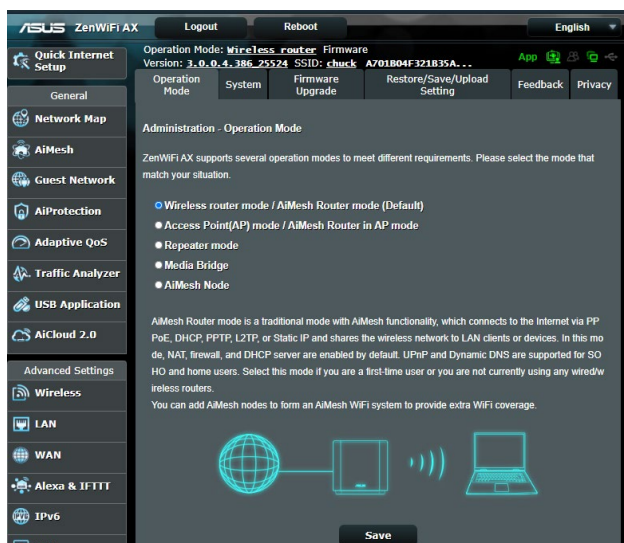 ASUS ZenWiFi AX
Logout
Reboot
English
Quick Internet
Setup
Operation Mode: Wireless router Firmware
Version: 3.0.0.4.386_25524 SSID: chuck A701B04F321B35A...
App
Operation
Mode
System
Firmware
Upgrade
Restore/Save/Upload
Setting
Feedback
Privacy
General
Network Map
AiMesh
Guest Network
AiProtection
Adaptive QoS
Traffic Analyzer
USB Application
AiCloud 2.0
Advanced Settings
Wireless
LAN
WAN
Alexa & IFTTT
IPv6
Administration - Operation Mode
ZenWiFi AX supports several operation modes to meet different requirements. Please select the mode that
match your situation.
Wireless router mode / AiMesh Router mode (Default)
Access Point(AP) mode / AiMesh Router in AP mode
Repeater mode
Media Bridge
AiMesh Node
AiMesh Router mode is a traditional mode with AiMesh functionality, which connects to the Internet via PP
PoE, DHCP, PPTP, L2TP, or Static IP and shares the wireless network to LAN clients or devices. In this mo
de, NAT, firewall, and DHCP server are enabled by default. UPnP and Dynamic DNS are supported for SO
HO and home users. Select this mode if you are a first-time user or you are not currently using any wired/w
ireless routers.
You can add AiMesh nodes to form an AiMesh WiFi system to provide extra WiFi coverage.
Save